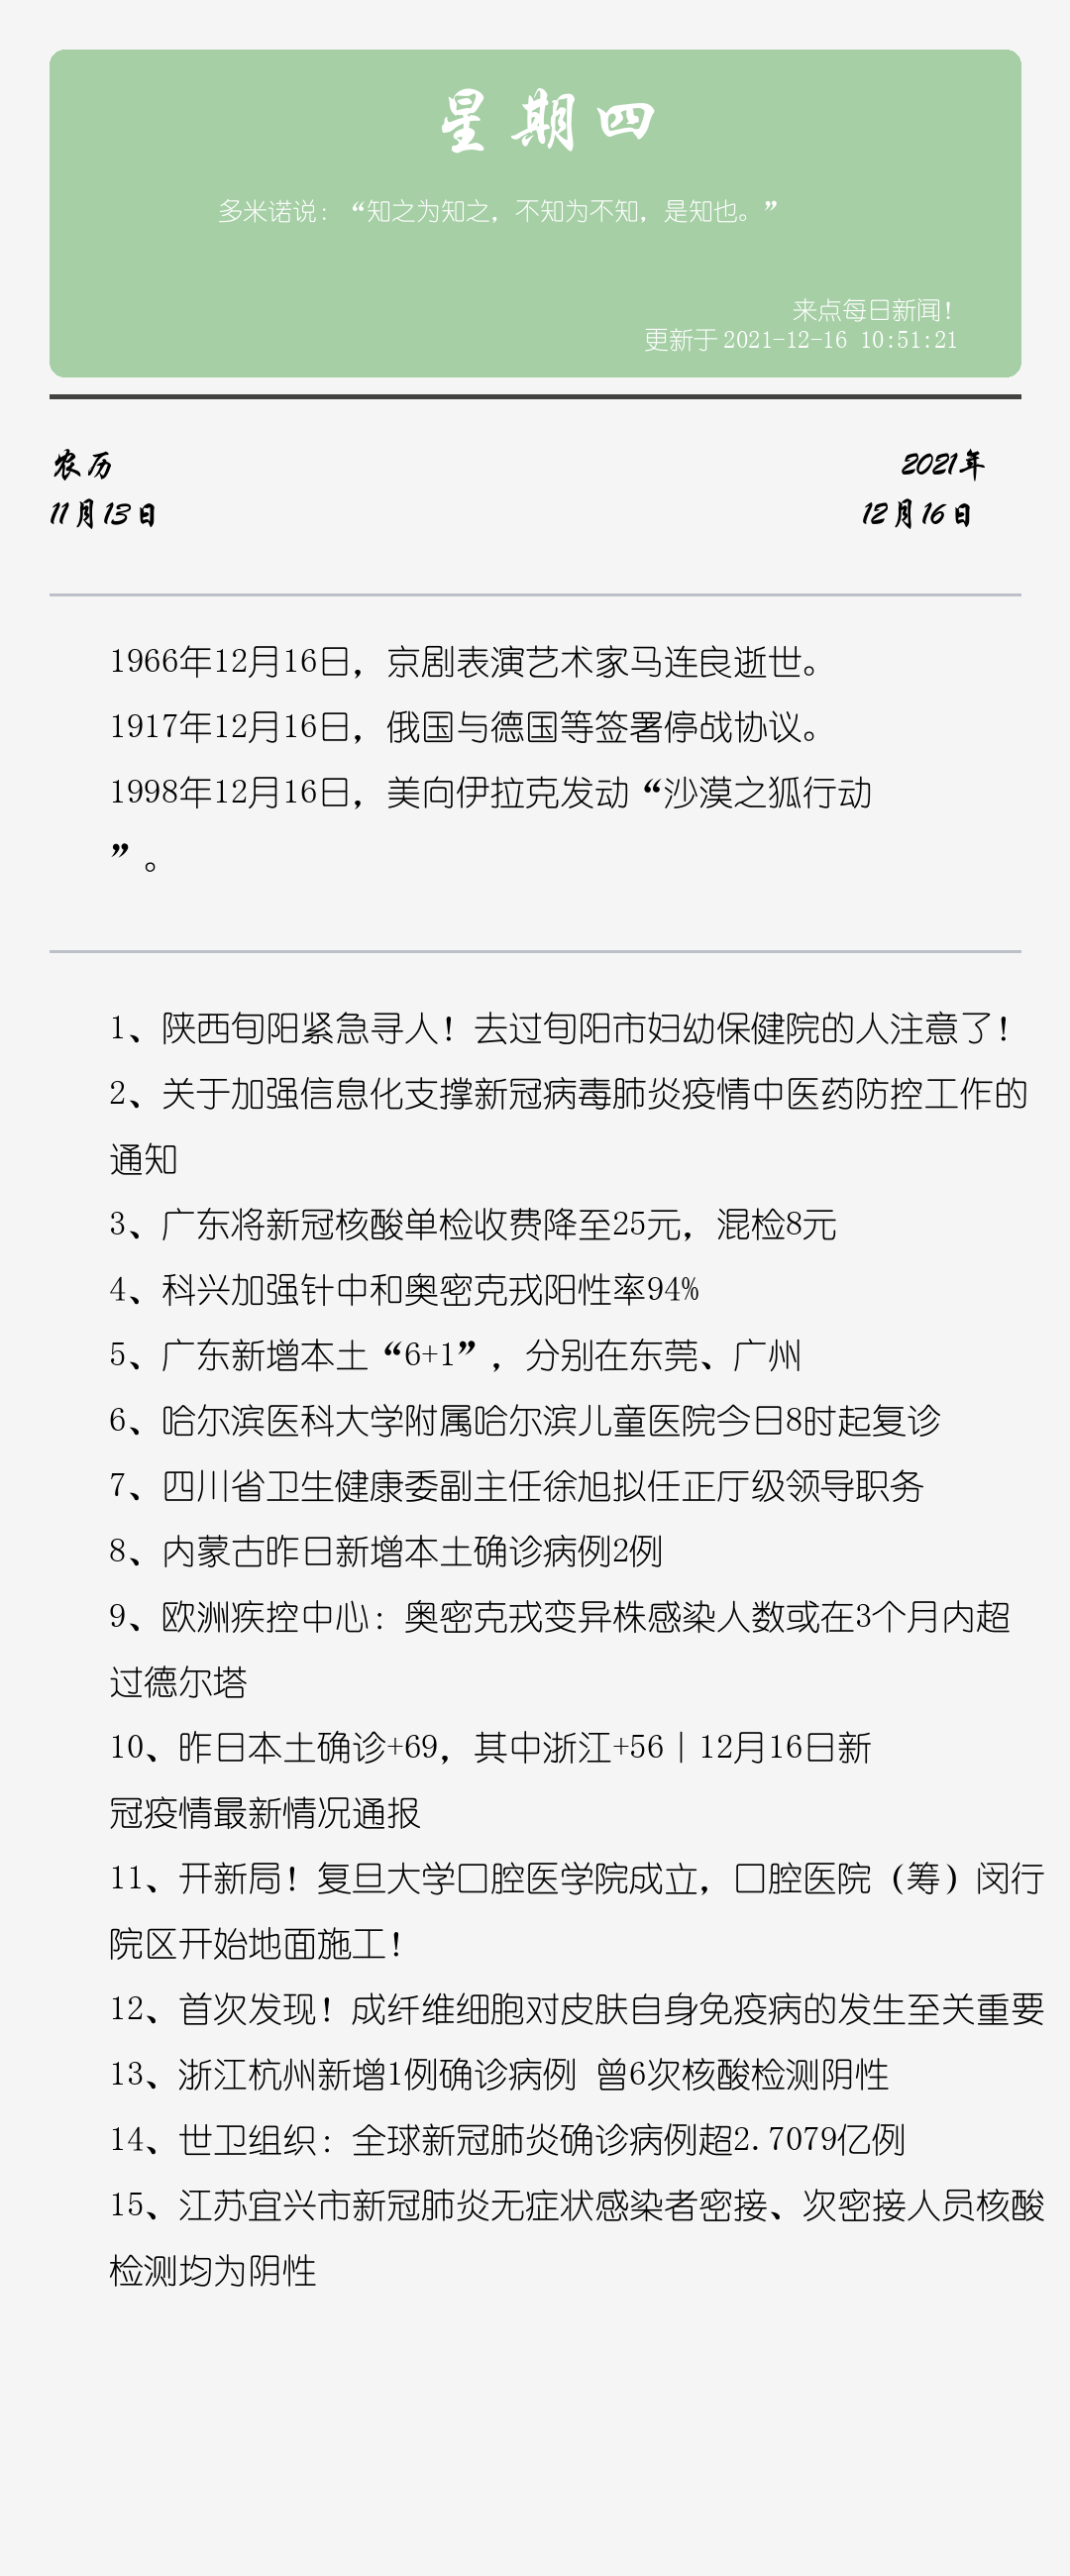 星期四
多米诺说：“知之为知之，不知为不知，是知也。”
来点每日新闻！
更新于 2021-12-16 10:51:21
农历
2021年
11月13日
12月16日
1966年12月16日，京剧表演艺术家马连良逝世。
1917年12月16日，俄国与德国等签署停战协议。
1998年12月16日，美向伊拉克发动“沙漠之狐行动
”。
1、陕西旬阳紧急寻人！去过旬阳市妇幼保健院的人注意了！
2、关于加强信息化支撑新冠病毒肺炎疫情中医药防控工作的
通知
3、广东将新冠核酸单检收费降至25元，混检8元
4、科兴加强针中和奥密克戎阳性率94%
5、广东新增本土“6+1”，分别在东莞、广州
6、哈尔滨医科大学附属哈尔滨儿童医院今日8时起复诊
7、四川省卫生健康委副主任徐旭拟任正厅级领导职务
8、内蒙古昨日新增本土确诊病例2例
9、欧洲疾控中心：奥密克戎变异株感染人数或在3个月内超
过德尔塔
10、昨日本土确诊+69，其中浙江+56｜12月16日新
冠疫情最新情况通报
11、开新局！复旦大学口腔医学院成立，口腔医院（筹）闵行
院区开始地面施工！
12、首次发现！成纤维细胞对皮肤自身免疫病的发生至关重要
13、浙江杭州新增1例确诊病例 曾6次核酸检测阴性
14、世卫组织：全球新冠肺炎确诊病例超2.7079亿例
15、江苏宜兴市新冠肺炎无症状感染者密接、次密接人员核酸
检测均为阴性